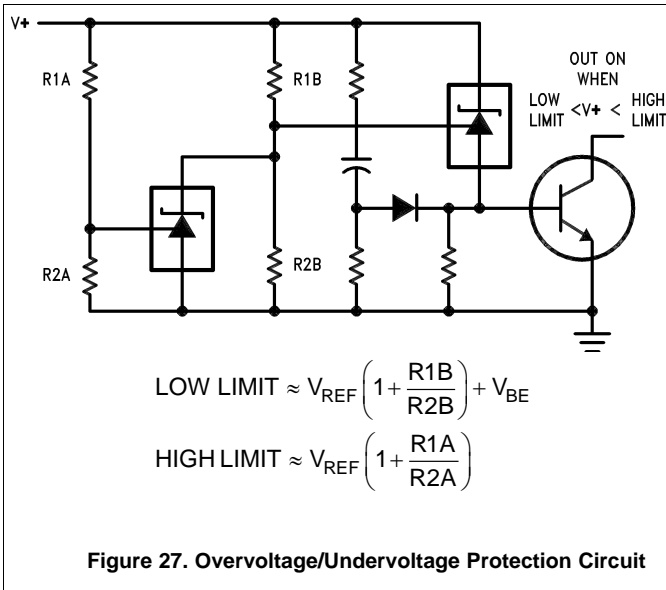 V+
R1A
R1B
OUT ON
WHEN
LOW LIMIT <V+ < HIGH LIMIT
R2A
R2B
LOW LIMIT ≈ V_REF (1 + R1B/R2B) + V_BE
HIGH LIMIT ≈ V_REF (1 + R1A/R2A)
Figure 27. Overvoltage/Undervoltage Protection Circuit